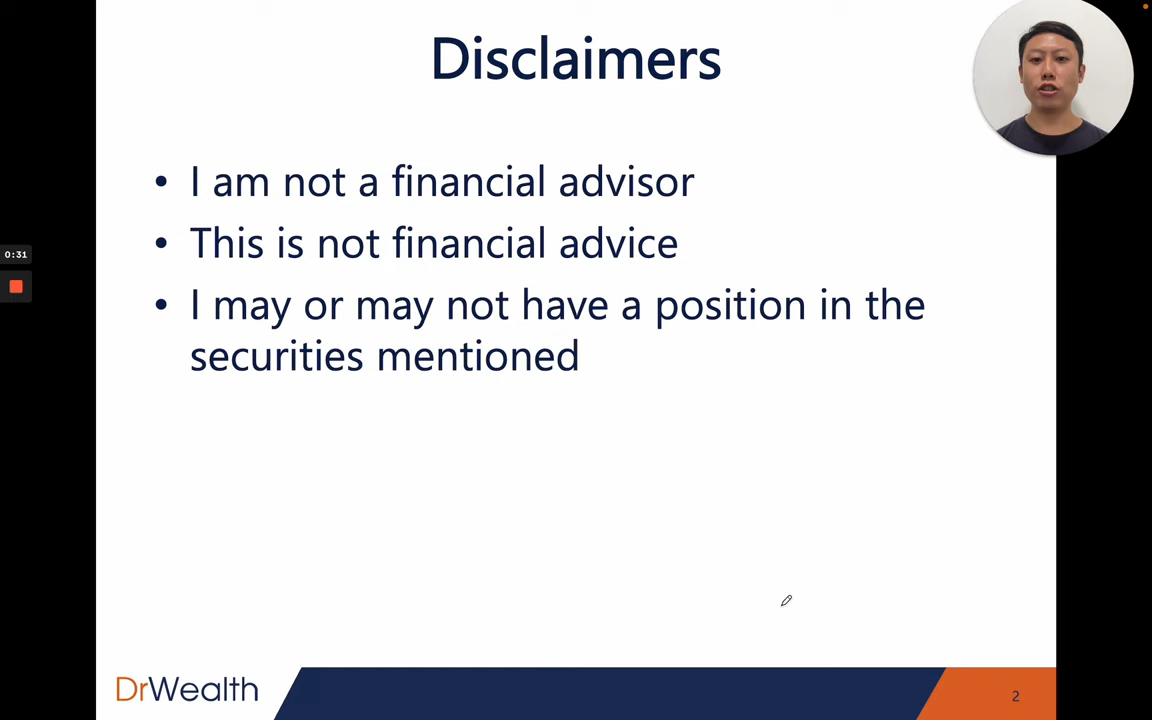 Disclaimers
• I am not a financial advisor
• This is not financial advice
• I may or may not have a position in the
securities mentioned
0:31
DrWealth
2